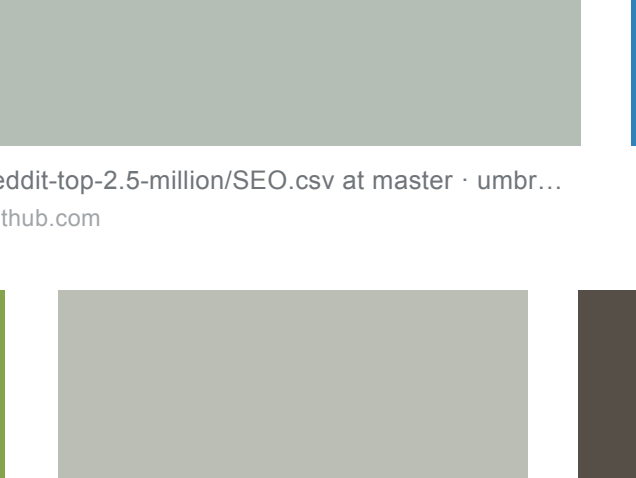 eddit-top-2.5-million/SEO.csv at master · umbr…
thub.com